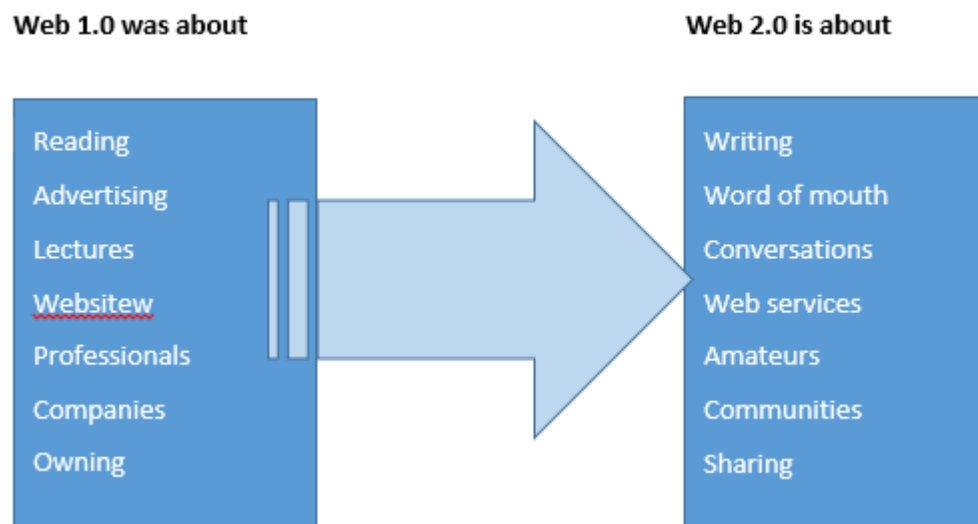 Web 1.0 was about
Web 2.0 is about
Reading
Advertising
Lectures
Websitew
Professionals
Companies
Owning
Writing
Word of mouth
Conversations
Web services
Amateurs
Communities
Sharing